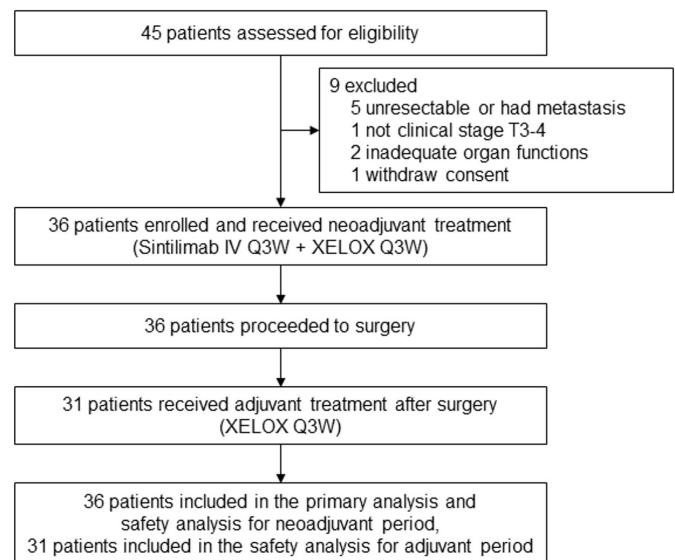 45 patients assessed for eligibility
9 excluded
5 unresectable or had metastasis
1 not clinical stage T3-4
2 inadequate organ functions
1 withdraw consent
36 patients enrolled and received neoadjuvant treatment
(Sintilimab IV Q3W + XELOX Q3W)
36 patients proceeded to surgery
31 patients received adjuvant treatment after surgery
(XELOX Q3W)
36 patients included in the primary analysis and
safety analysis for neoadjuvant period,
31 patients included in the safety analysis for adjuvant period